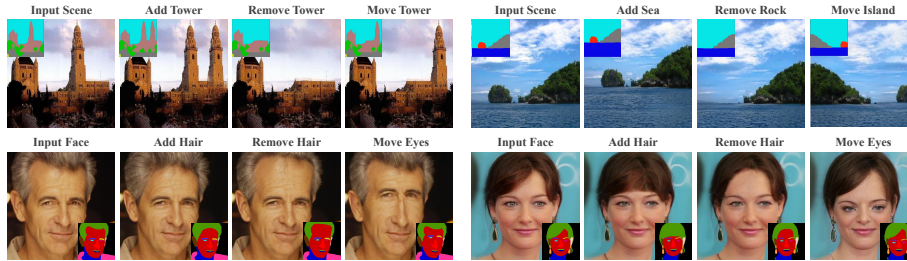 Input Scene Add Tower Remove Tower Move Tower Input Scene Add Sea Remove Rock Move Island
Input Face Add Hair Remove Hair Move Eyes Input Face Add Hair Remove Hair Move Eyes